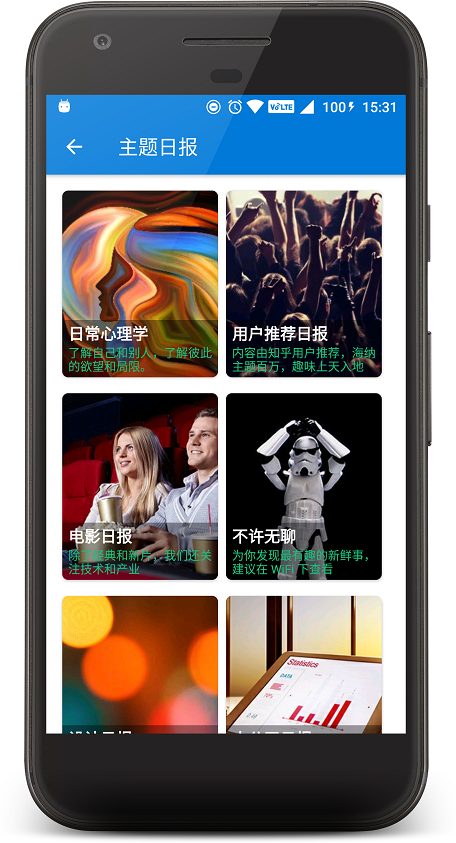 VoLTE 100 15:31
主题日报
日常心理学
了解自己和别人，了解彼此
的欲望和局限。
用户推荐日报
内容由知乎用户推荐，海纳
主题百万，趣味上天入地
电影日报
除了经典和新片，我们还关
注技术和产业
不许无聊
为你发现最有趣的新鲜事，
建议在 WiFi 下查看
Statistics
DATA
70%
0.69